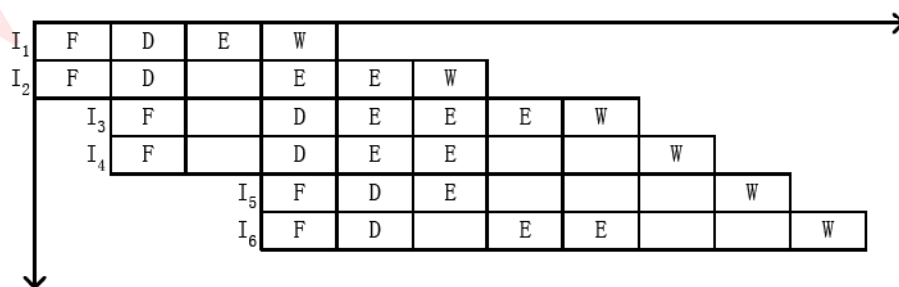 I1 F D E W
I2 F D E E W
I3 F D E E E W
I4 F D E E W
I5 F D E W
I6 F D E E W